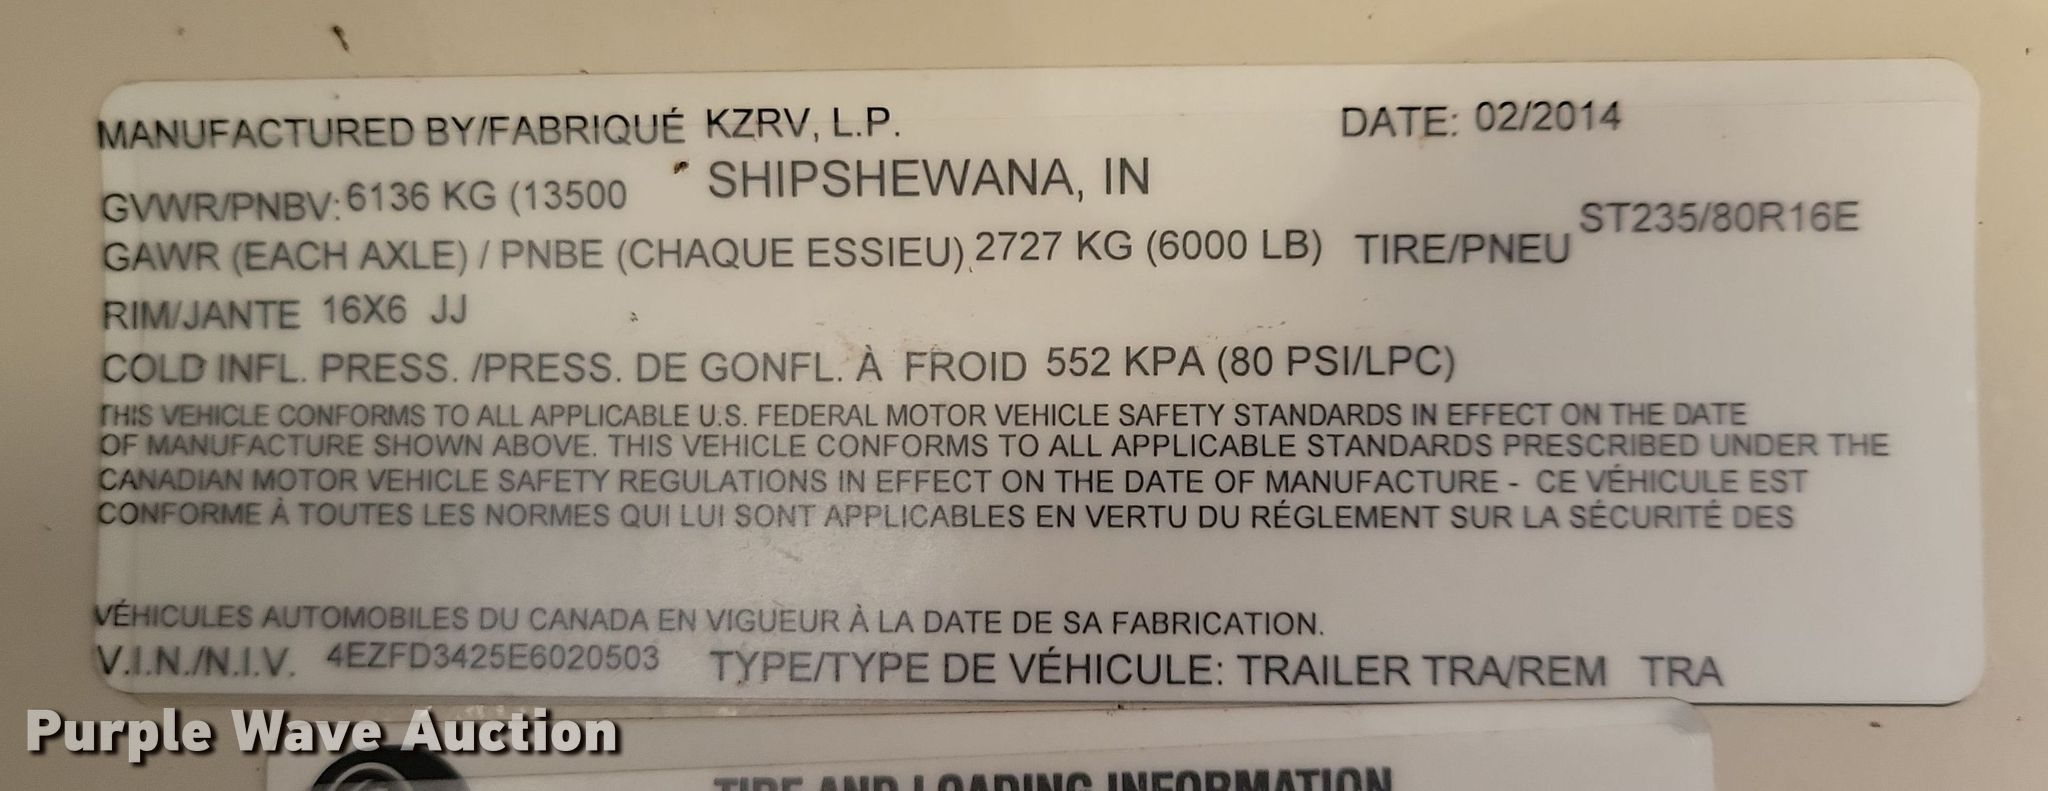 MANUFACTURED BY/FABRIQUÉ KZRV, L.P. DATE: 02/2014
SHIPSHEWANA, IN
GVWR/PNBV: 6136 KG (13500
GAWR (EACH AXLE) / PNBE (CHAQUE ESSIEU) 2727 KG (6000 LB) TIRE/PNEU ST235/80R16E
RIM/JANTE 16X6 JJ
COLD INFL. PRESS. /PRESS. DE GONFL. À FROID 552 KPA (80 PSI/LPC)
THIS VEHICLE CONFORMS TO ALL APPLICABLE U.S. FEDERAL MOTOR VEHICLE SAFETY STANDARDS IN EFFECT ON THE DATE
OF MANUFACTURE SHOWN ABOVE. THIS VEHICLE CONFORMS TO ALL APPLICABLE STANDARDS PRESCRIBED UNDER THE
CANADIAN MOTOR VEHICLE SAFETY REGULATIONS IN EFFECT ON THE DATE OF MANUFACTURE - CE VÉHICULE EST
CONFORME À TOUTES LES NORMES QUI LUI SONT APPLICABLES EN VERTU DU RÉGLEMENT SUR LA SÉCURITÉ DES
VÉHICULES AUTOMOBILES DU CANADA EN VIGUEUR À LA DATE DE SA FABRICATION.
V.I.N./N.I.V. 4EZFD3425E6020503 TYPE/TYPE DE VÉHICULE: TRAILER TRA/REM TRA
Purple Wave Auction
TIRE AND LOADING INFORMATION